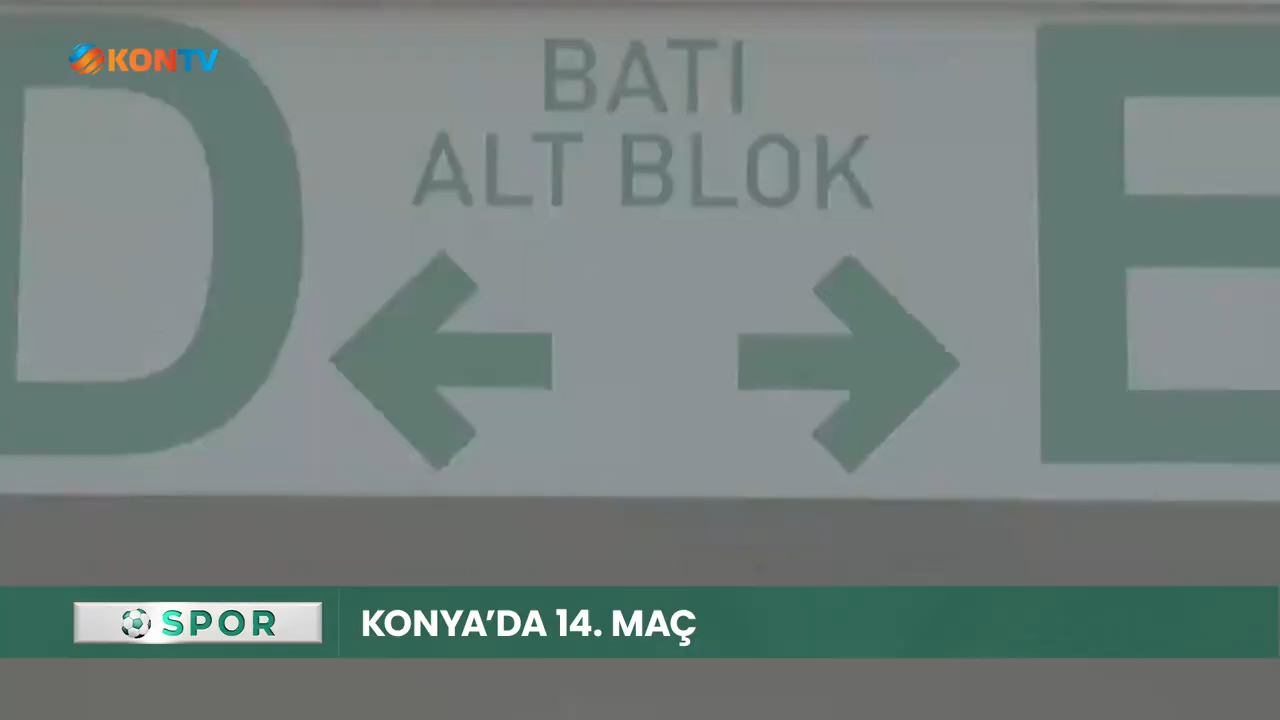 KONTV
D
BATI
ALT BLOK
E
SPOR
KONYA’DA 14. MAÇ